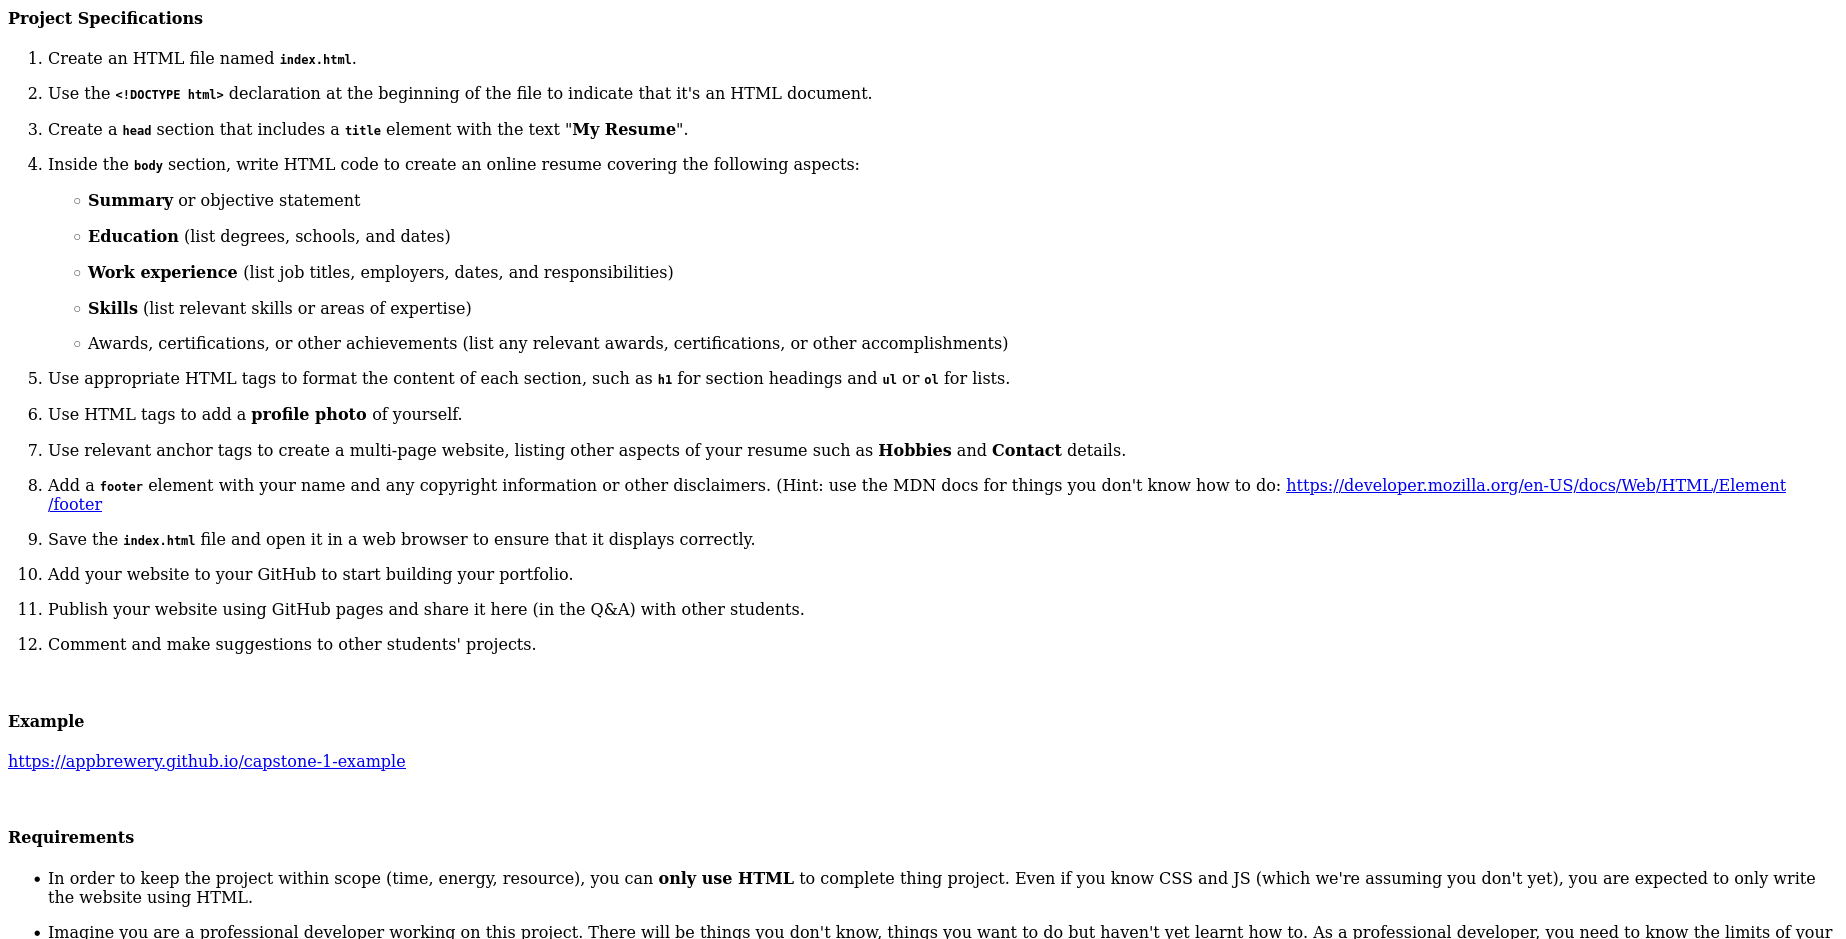 Project Specifications
1. Create an HTML file named index.html.
2. Use the <!DOCTYPE html> declaration at the beginning of the file to indicate that it's an HTML document.
3. Create a head section that includes a title element with the text "My Resume".
4. Inside the body section, write HTML code to create an online resume covering the following aspects:
◦ Summary or objective statement
◦ Education (list degrees, schools, and dates)
◦ Work experience (list job titles, employers, dates, and responsibilities)
◦ Skills (list relevant skills or areas of expertise)
◦ Awards, certifications, or other achievements (list any relevant awards, certifications, or other accomplishments)
5. Use appropriate HTML tags to format the content of each section, such as h1 for section headings and ul or ol for lists.
6. Use HTML tags to add a profile photo of yourself.
7. Use relevant anchor tags to create a multi-page website, listing other aspects of your resume such as Hobbies and Contact details.
8. Add a footer element with your name and any copyright information or other disclaimers. (Hint: use the MDN docs for things you don't know how to do: https://developer.mozilla.org/en-US/docs/Web/HTML/Element
/footer
9. Save the index.html file and open it in a web browser to ensure that it displays correctly.
10. Add your website to your GitHub to start building your portfolio.
11. Publish your website using GitHub pages and share it here (in the Q&A) with other students.
12. Comment and make suggestions to other students' projects.
Example
https://appbrewery.github.io/capstone-1-example
Requirements
• In order to keep the project within scope (time, energy, resource), you can only use HTML to complete thing project. Even if you know CSS and JS (which we're assuming you don't yet), you are expected to only write
the website using HTML.
• Imagine you are a professional developer working on this project. There will be things you don't know, things you want to do but haven't yet learnt how to. As a professional developer, you need to know the limits of your